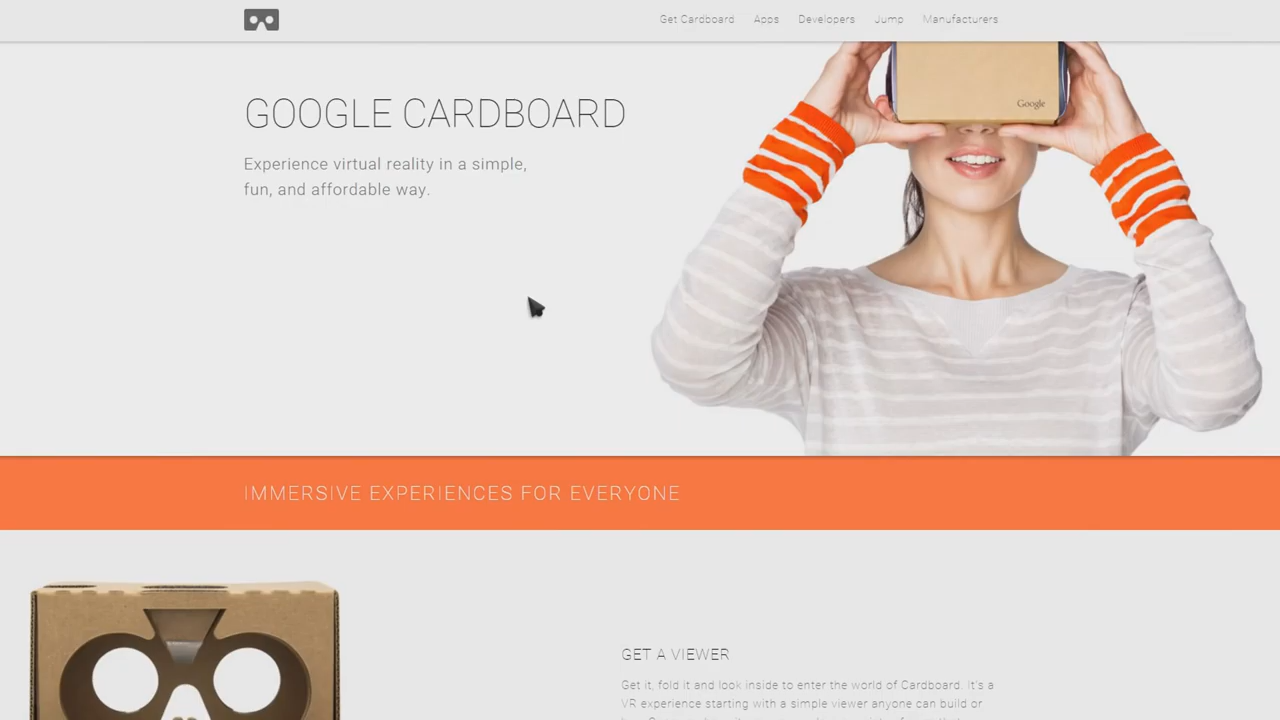 Get Cardboard Apps Developers Jump Manufacturers
Google
GOOGLE CARDBOARD
Experience virtual reality in a simple,
fun, and affordable way.
IMMERSIVE EXPERIENCES FOR EVERYONE
GET A VIEWER
Get it, fold it and look inside to enter the world of Cardboard. It's a
VR experience starting with a simple viewer anyone can build or